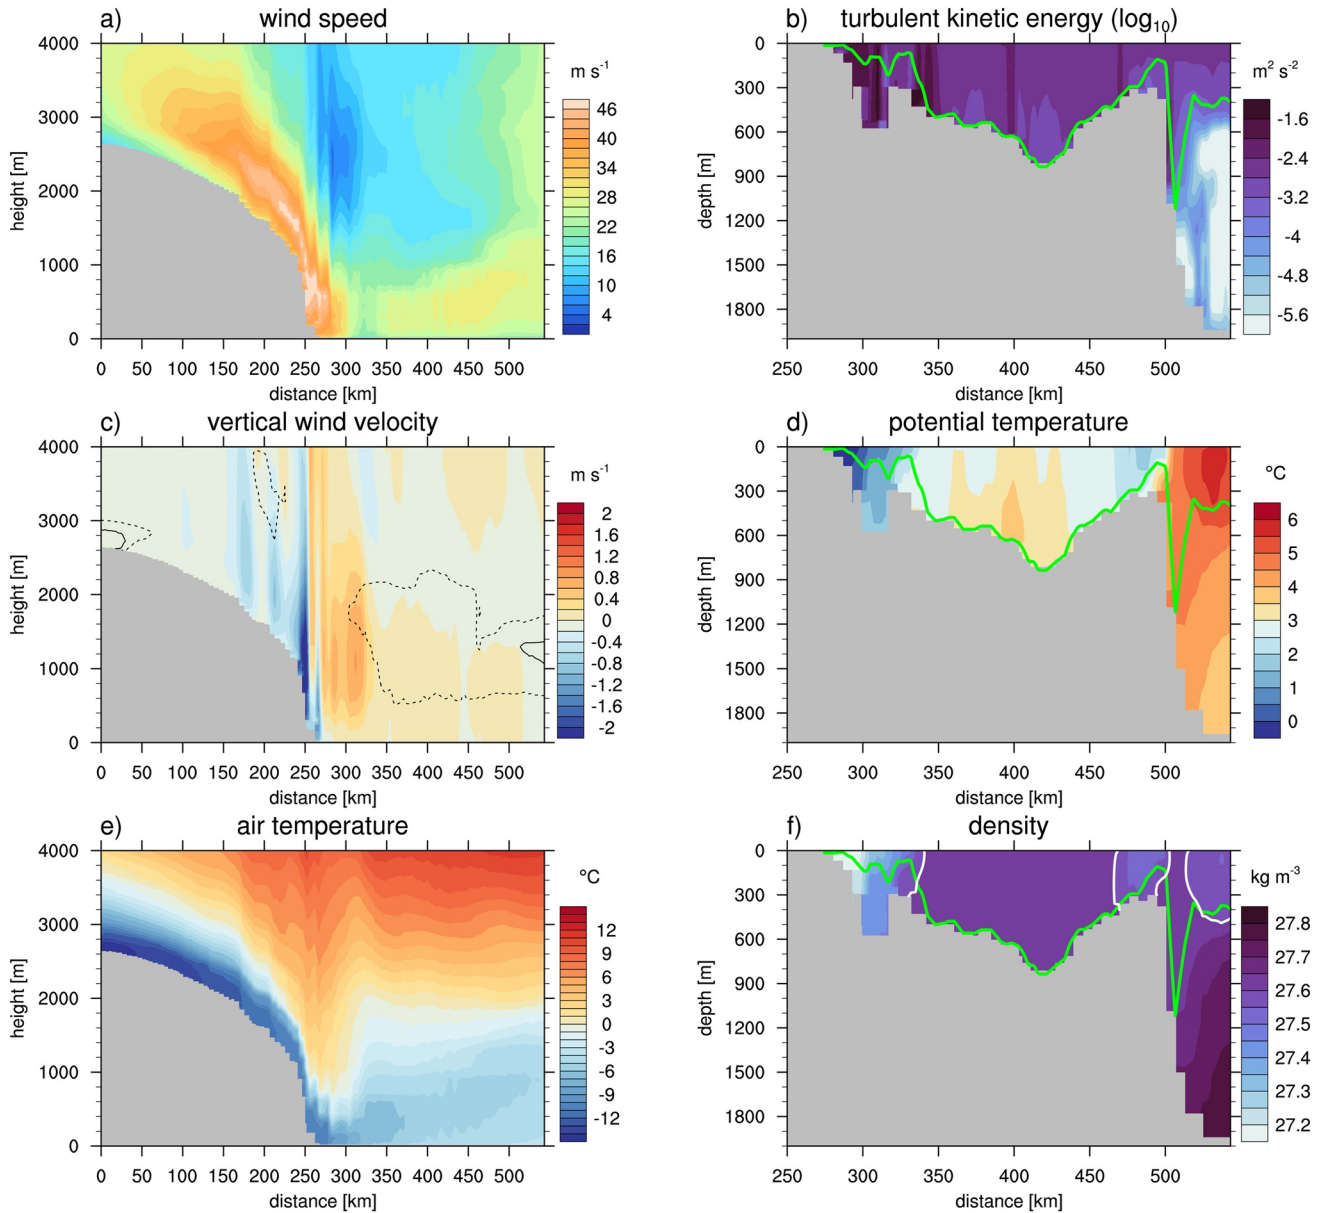 a) wind speed
4000
3000
2000
1000
0
height [m]
0 50 100 150 200 250 300 350 400 450 500
distance [km]
m s⁻¹
46
40
34
28
22
16
10
4
b) turbulent kinetic energy (log₁₀)
0
300
600
900
1200
1500
1800
depth [m]
250 300 350 400 450 500
distance [km]
m² s⁻²
-1.6
-2.4
-3.2
-4
-4.8
-5.6
c) vertical wind velocity
4000
3000
2000
1000
0
height [m]
0 50 100 150 200 250 300 350 400 450 500
distance [km]
m s⁻¹
2
1.6
1.2
0.8
0.4
0
-0.4
-0.8
-1.2
-1.6
-2
d) potential temperature
0
300
600
900
1200
1500
1800
depth [m]
250 300 350 400 450 500
distance [km]
°C
6
5
4
3
2
1
0
e) air temperature
4000
3000
2000
1000
0
height [m]
0 50 100 150 200 250 300 350 400 450 500
distance [km]
°C
12
9
6
3
0
-3
-6
-9
-12
f) density
0
300
600
900
1200
1500
1800
depth [m]
250 300 350 400 450 500
distance [km]
kg m⁻³
27.8
27.7
27.6
27.5
27.4
27.3
27.2